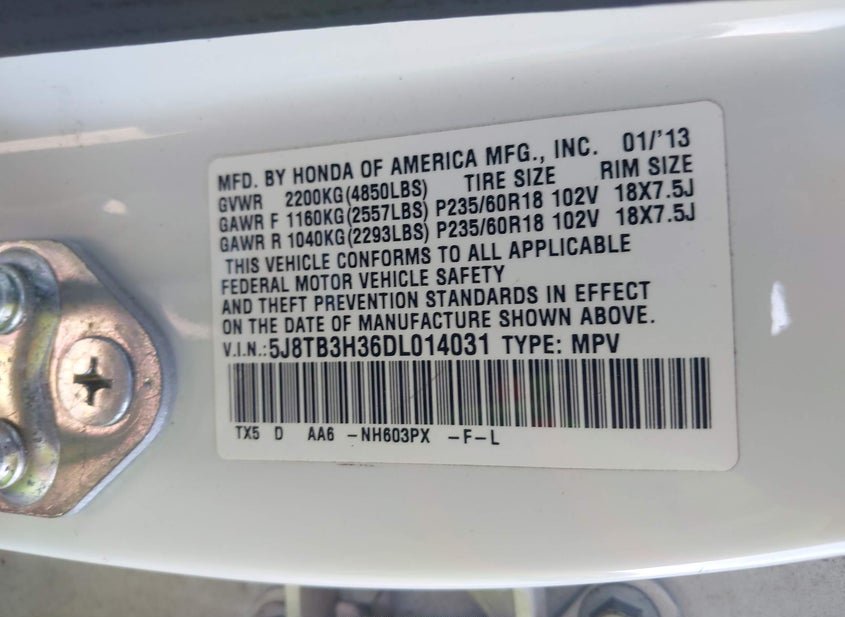 MFD. BY HONDA OF AMERICA MFG., INC. 01/'13
GVWR 2200KG(4850LBS) TIRE SIZE RIM SIZE
GAWR F 1160KG(2557LBS) P235/60R18 102V 18X7.5J
GAWR R 1040KG(2293LBS) P235/60R18 102V 18X7.5J
THIS VEHICLE CONFORMS TO ALL APPLICABLE
FEDERAL MOTOR VEHICLE SAFETY
AND THEFT PREVENTION STANDARDS IN EFFECT
ON THE DATE OF MANUFACTURE SHOWN ABOVE.
V.I.N.:5J8TB3H36DL014031 TYPE: MPV
TX5 D AA6 -NH603PX -F-L